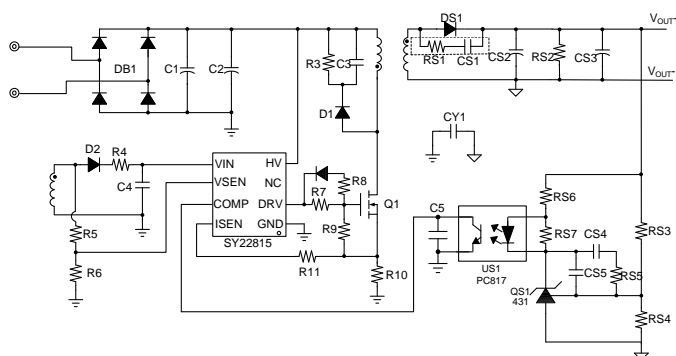 DS1
VOUT+
RS1
CS1
CS2
RS2
CS3
VOUT-
DB1
C1
C2
R3
C3
D1
CY1
D2
R4
C4
VIN
HV
VSEN
NC
COMP
DRV
ISEN
GND
SY22815
R8
R7
R9
Q1
R5
R6
R11
R10
C5
US1
PC817
RS6
RS7
RS3
CS4
CS5
RS5
QS1
431
RS4